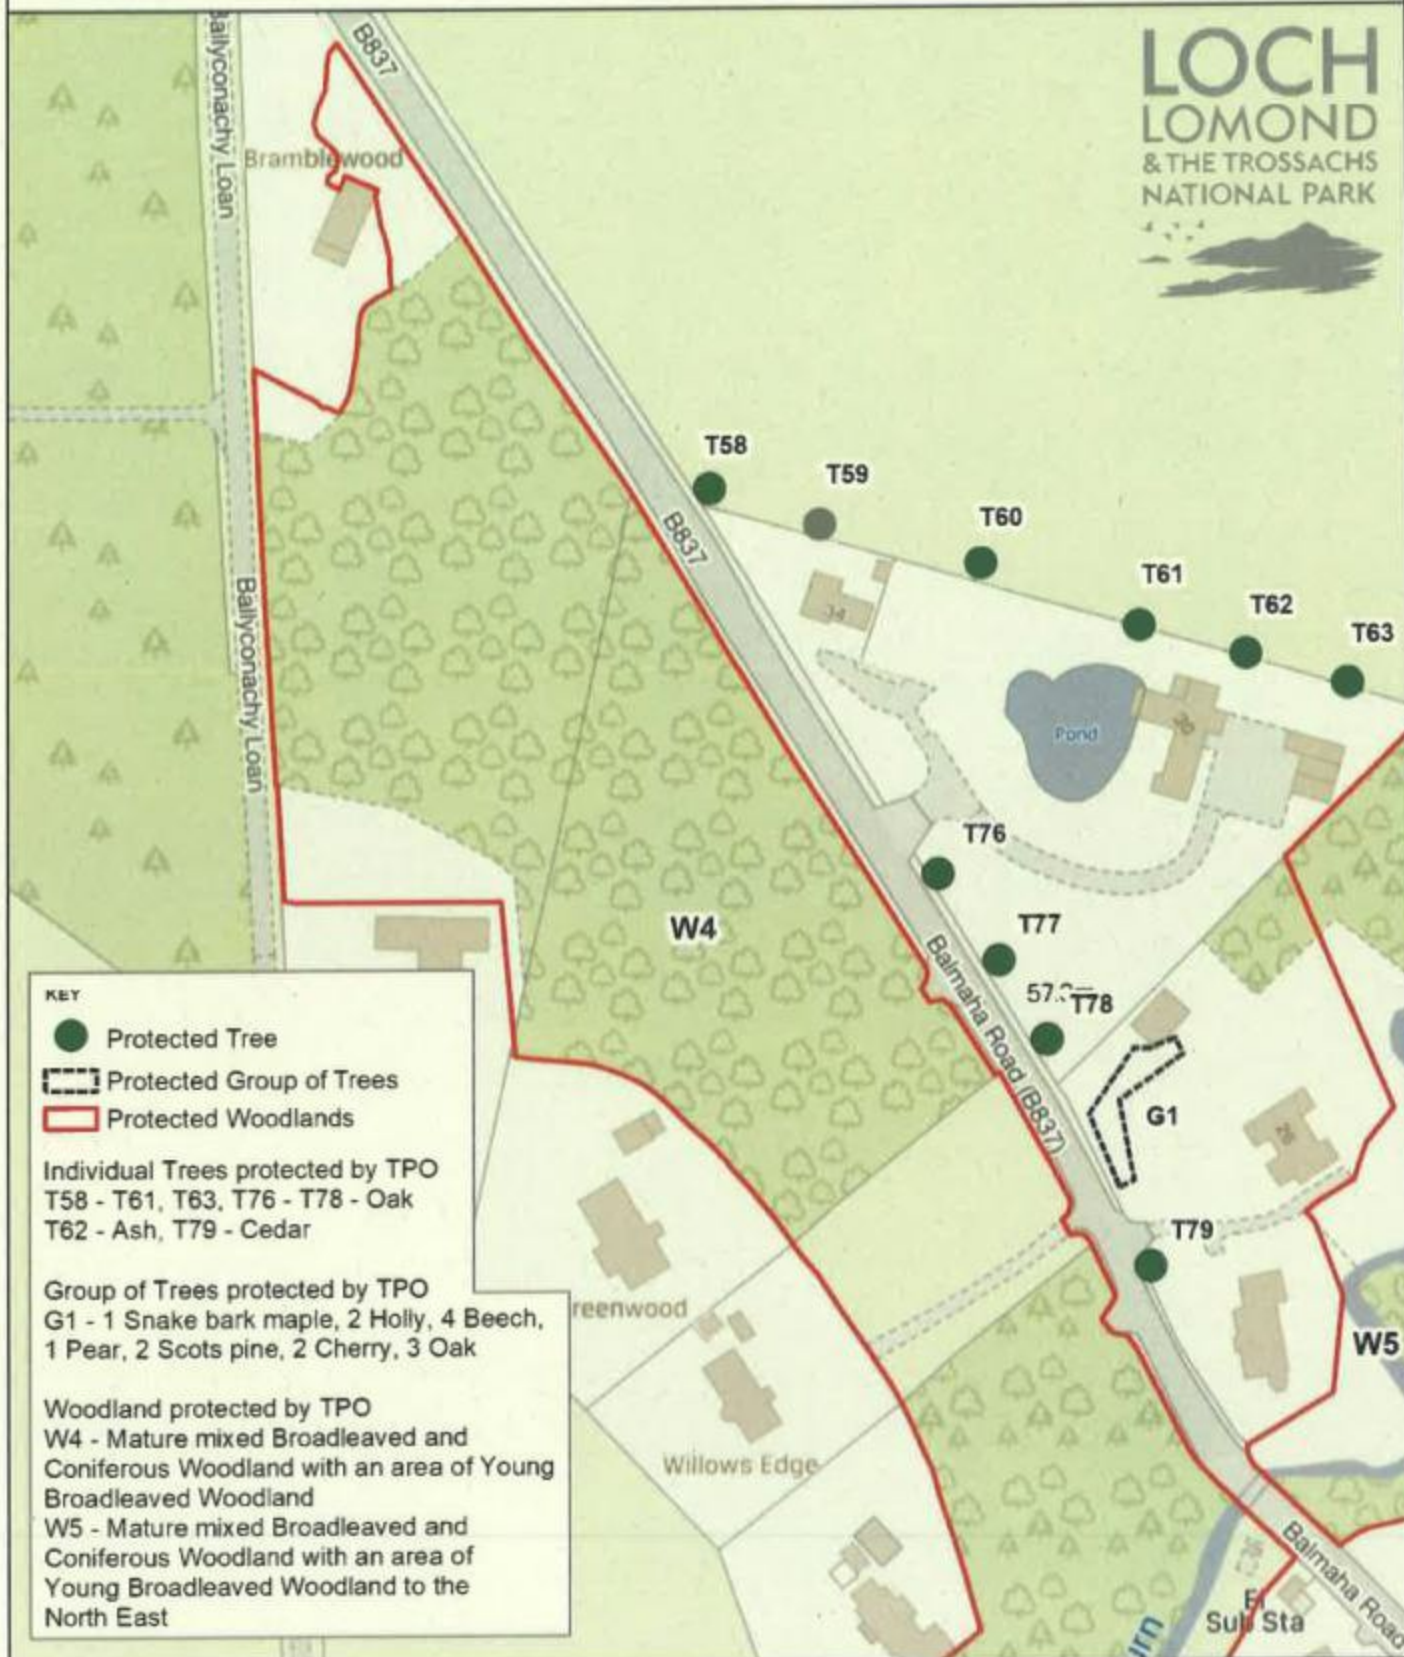 LOCH
LOMOND
& THE TROSSACHS
NATIONAL PARK
B837
Ballyconachy Loan
Bramblewood
T58
T59
T60
T61
T62
T63
B837
34
Ballyconachy Loan
Pond
30
T76
W4
T77
Balmaha Road (B837)
T78
G1
26
T79
reenwood
W5
Willows Edge
Balmaha Road
El
Sub Sta
urn
KEY
Protected Tree
Protected Group of Trees
Protected Woodlands
Individual Trees protected by TPO
T58 - T61, T63, T76 - T78 - Oak
T62 - Ash, T79 - Cedar
Group of Trees protected by TPO
G1 - 1 Snake bark maple, 2 Holly, 4 Beech,
1 Pear, 2 Scots pine, 2 Cherry, 3 Oak
Woodland protected by TPO
W4 - Mature mixed Broadleaved and
Coniferous Woodland with an area of Young
Broadleaved Woodland
W5 - Mature mixed Broadleaved and
Coniferous Woodland with an area of
Young Broadleaved Woodland to the
North East